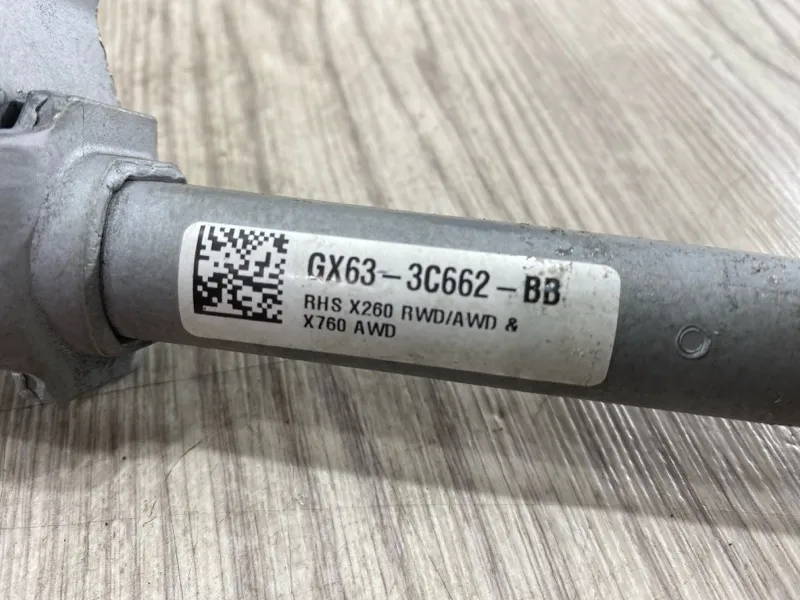 GX63-3C662-BB
RHS X260 RWD/AWD &
X760 AWD